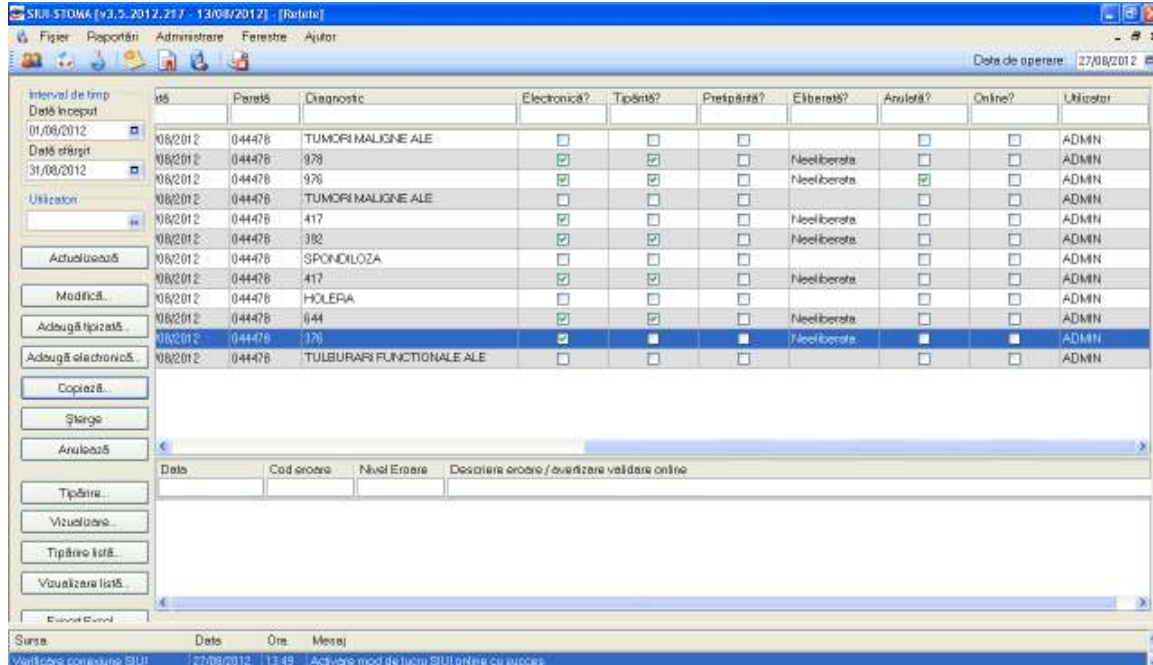 SIUI-STOMA [v3.5.2012.217 - 13/08/2012] - [Rețete]
Fișier Raportări Administrare Ferestre Ajutor
Data de operare: 27/08/2012
Interval de timp
Dată început
01/08/2012
Dată sfârșit
31/08/2012
Utilizatori
Actualizează
Modifică...
Adaugă tipizată...
Adaugă electronică...
Copiază...
Șterge
Anulează
Tipărire...
Vizualizare...
Tipărire listă...
Vizualizare listă...
Export Excel
Parafă Diagnostic Electronică? Tipărită? Pretipărită? Eliberată? Anulată? Online? Utilizator
/08/2012 044478 TUMORI MALIGNE ALE ADMIN
/08/2012 044478 978 Neeliberata ADMIN
/08/2012 044478 976 Neeliberata ADMIN
/08/2012 044478 TUMORI MALIGNE ALE ADMIN
/08/2012 044478 417 Neeliberata ADMIN
/08/2012 044478 382 Neeliberata ADMIN
/08/2012 044478 SPONDILOZA ADMIN
/08/2012 044478 417 Neeliberata ADMIN
/08/2012 044478 HOLERA ADMIN
/08/2012 044478 644 Neeliberata ADMIN
/08/2012 044478 376 Neeliberata ADMIN
/08/2012 044478 TULBURARI FUNCTIONALE ALE ADMIN
Data Cod eroare Nivel Eroare Descriere eroare / avertizare validare online
Sursa Data Ora Mesaj
Verificare conexiune SIUI 27/08/2012 13:49 Activare mod de lucru SIUI online cu succes